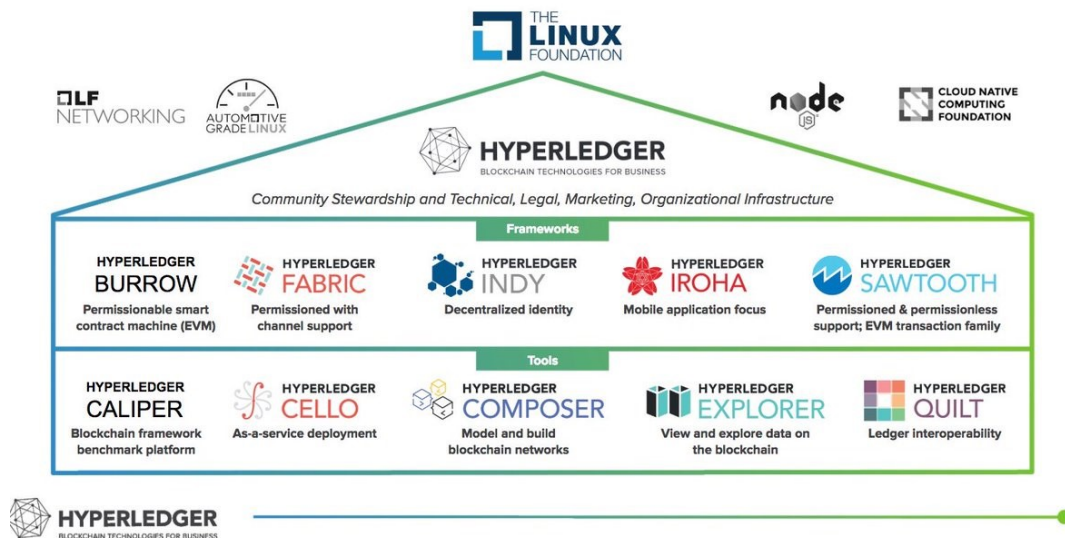 THE
LINUX
FOUNDATION
LF
NETWORKING
AUTOMOTIVE
GRADELINUX
node
JS
CLOUD NATIVE
COMPUTING
FOUNDATION
HYPERLEDGER
BLOCKCHAIN TECHNOLOGIES FOR BUSINESS
Community Stewardship and Technical, Legal, Marketing, Organizational Infrastructure
Frameworks
HYPERLEDGER
BURROW
Permissionable smart
contract machine (EVM)
HYPERLEDGER
FABRIC
Permissioned with
channel support
HYPERLEDGER
INDY
Decentralized identity
HYPERLEDGER
IROHA
Mobile application focus
HYPERLEDGER
SAWTOOTH
Permissioned & permissionless
support; EVM transaction family
Tools
HYPERLEDGER
CALIPER
Blockchain framework
benchmark platform
HYPERLEDGER
CELLO
As-a-service deployment
HYPERLEDGER
COMPOSER
Model and build
blockchain networks
HYPERLEDGER
EXPLORER
View and explore data on
the blockchain
HYPERLEDGER
QUILT
Ledger interoperability
HYPERLEDGER
BLOCKCHAIN TECHNOLOGIES FOR BUSINESS